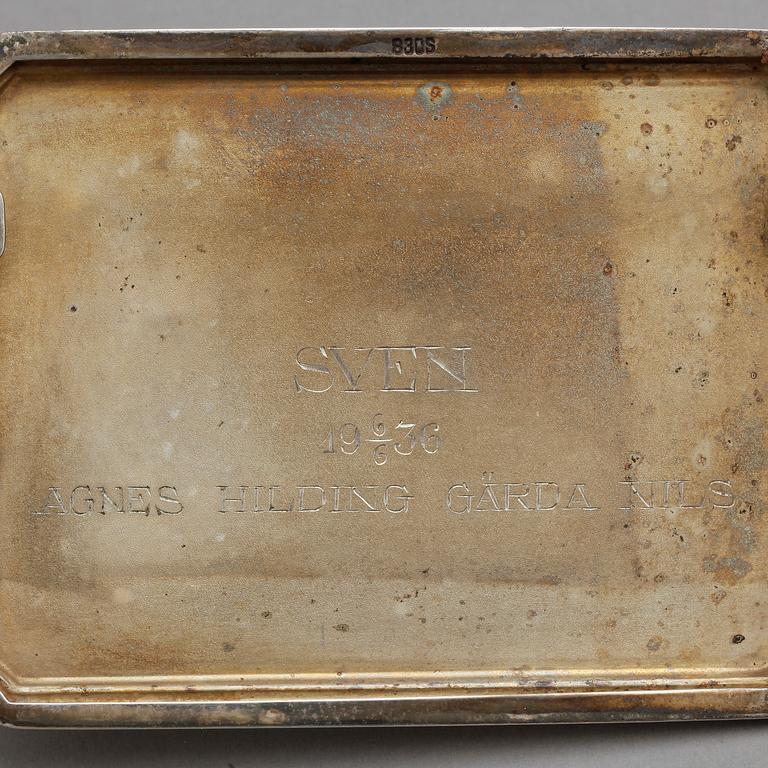 830S
SVEN
19 6/6 36
AGNES HILDING GÄRDA NILS